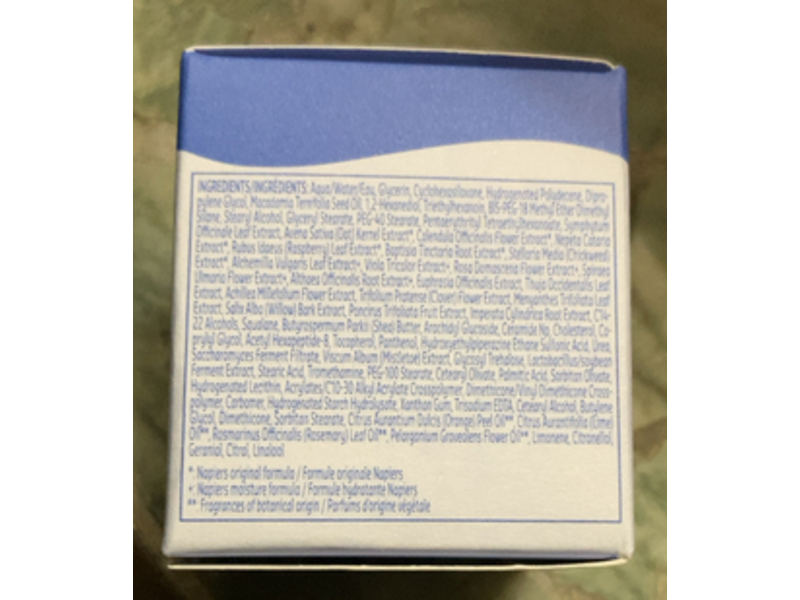 INGREDIENTS/INGRÉDIENTS: Aqua/Water/Eau, Glycerin, Cyclohexasiloxane, Hydrogenated Polydecene, Dipro-
pylene Glycol, Macadamia Ternifolia Seed Oil, 1,2-Hexanediol, Triethylhexanoin, BIS-PEG-18 Methyl Ether Dimethyl
Silane, Stearyl Alcohol, Glyceryl Stearate, PEG-40 Stearate, Pentaerythrityl Tetraethylhexanoate, Symphytum
Officinale Leaf Extract, Avena Sativa (Oat) Kernel Extract*, Calendula Officinalis Flower Extract*, Nepeta Cataria
Extract*, Rubus Idaeus (Raspberry) Leaf Extract*, Baptisia Tinctoria Root Extract*, Stellaria Media (Chickweed)
Extract*, Alchemilla Vulgaris Leaf Extract+, Viola Tricolor Extract+, Rosa Damascena Flower Extract+, Spiraea
Ulmaria Flower Extract+, Althaea Officinalis Root Extract+, Euphrasia Officinalis Extract, Thuja Occidentalis Leaf
Extract, Achillea Millefolium Flower Extract, Trifolium Pratense (Clover) Flower Extract, Menyanthes Trifoliata Leaf
Extract, Salix Alba (Willow) Bark Extract, Poncirus Trifoliata Fruit Extract, Imperata Cylindrica Root Extract, C14-
22 Alcohols, Squalane, Butyrospermum Parkii (Shea) Butter, Arachidyl Glucoside, Ceramide Np, Cholesterol, Ca-
prylyl Glycol, Acetyl Hexapeptide-8, Tocopherol, Panthenol, Hydroxyethylpiperazine Ethane Sulfonic Acid, Urea,
Saccharomyces Ferment Filtrate, Viscum Album (Mistletoe) Extract, Glycosyl Trehalose, Lactobacillus/soybean
Ferment Extract, Stearic Acid, Tromethamine, PEG-100 Stearate, Cetearyl Olivate, Palmitic Acid, Sorbitan Olivate,
Hydrogenated Lecithin, Acrylates/C10-30 Alkyl Acrylate Crosspolymer, Dimethicone/Vinyl Dimethicone Cross-
polymer, Carbomer, Hydrogenated Starch Hydrolysate, Xanthan Gum, Trisodium EDTA, Cetearyl Alcohol, Butylene
Glycol, Dimethicone, Sorbitan Stearate, Citrus Aurantium Dulcis (Orange) Peel Oil**, Citrus Aurantifolia (Lime)
Oil**, Rosmarinus Officinalis (Rosemary) Leaf Oil**, Pelargonium Graveolens Flower Oil**, Limonene, Citronellol,
Geraniol, Citral, Linalool
*: Napiers original formula / Formule originale Napiers
+: Napiers moisture formula / Formule hydratante Napiers
**: Fragrances of botanical origin / Parfums d'origine végétale